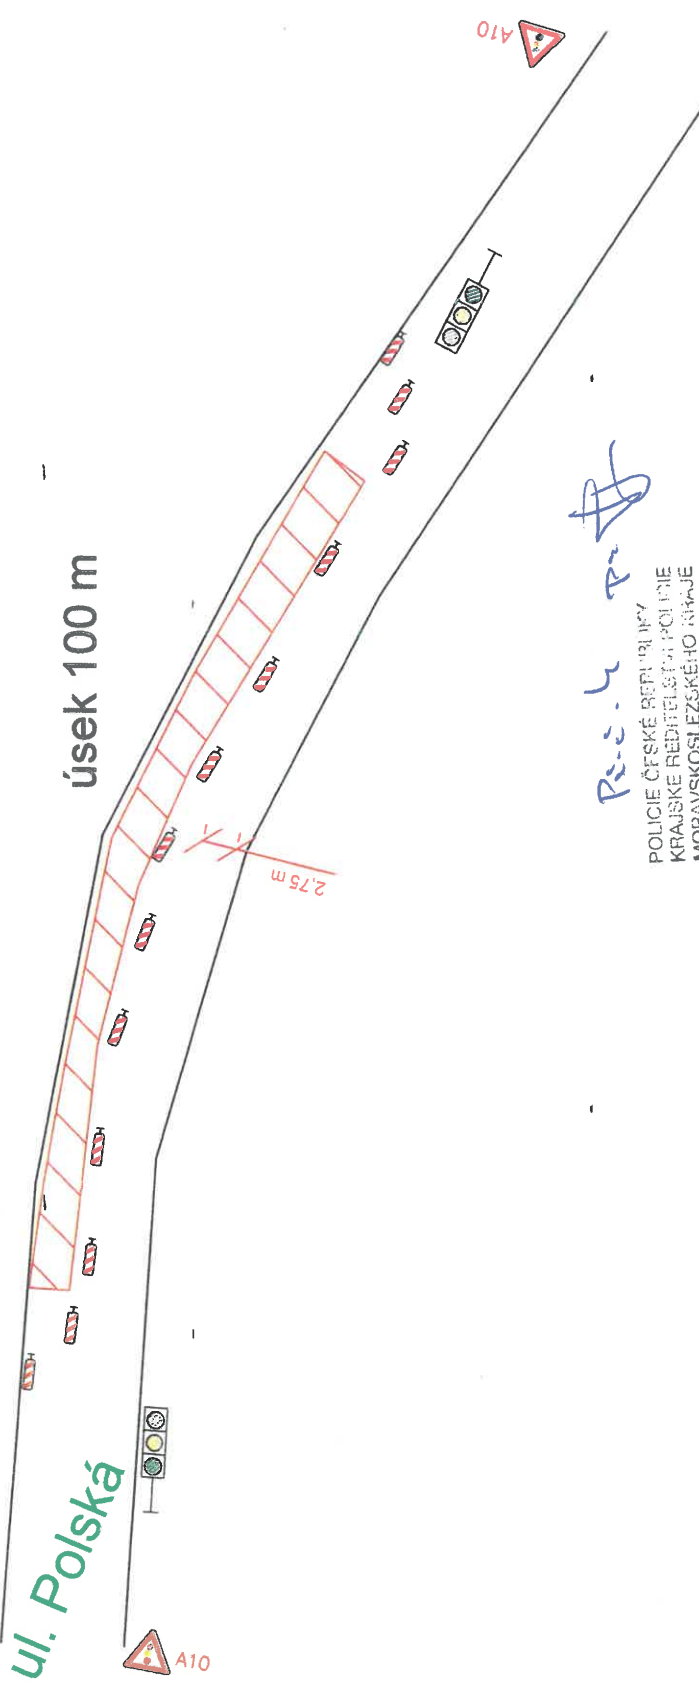 A10
úsek 100 m
2,75 m
POLICIE ČESKÉ REPUBLIKY
KRAJSKÉ ŘEDITELSTVÍ POLICIE
MORAVSKOSLEZSKÉHO KRAJE
ul. Polská
A10